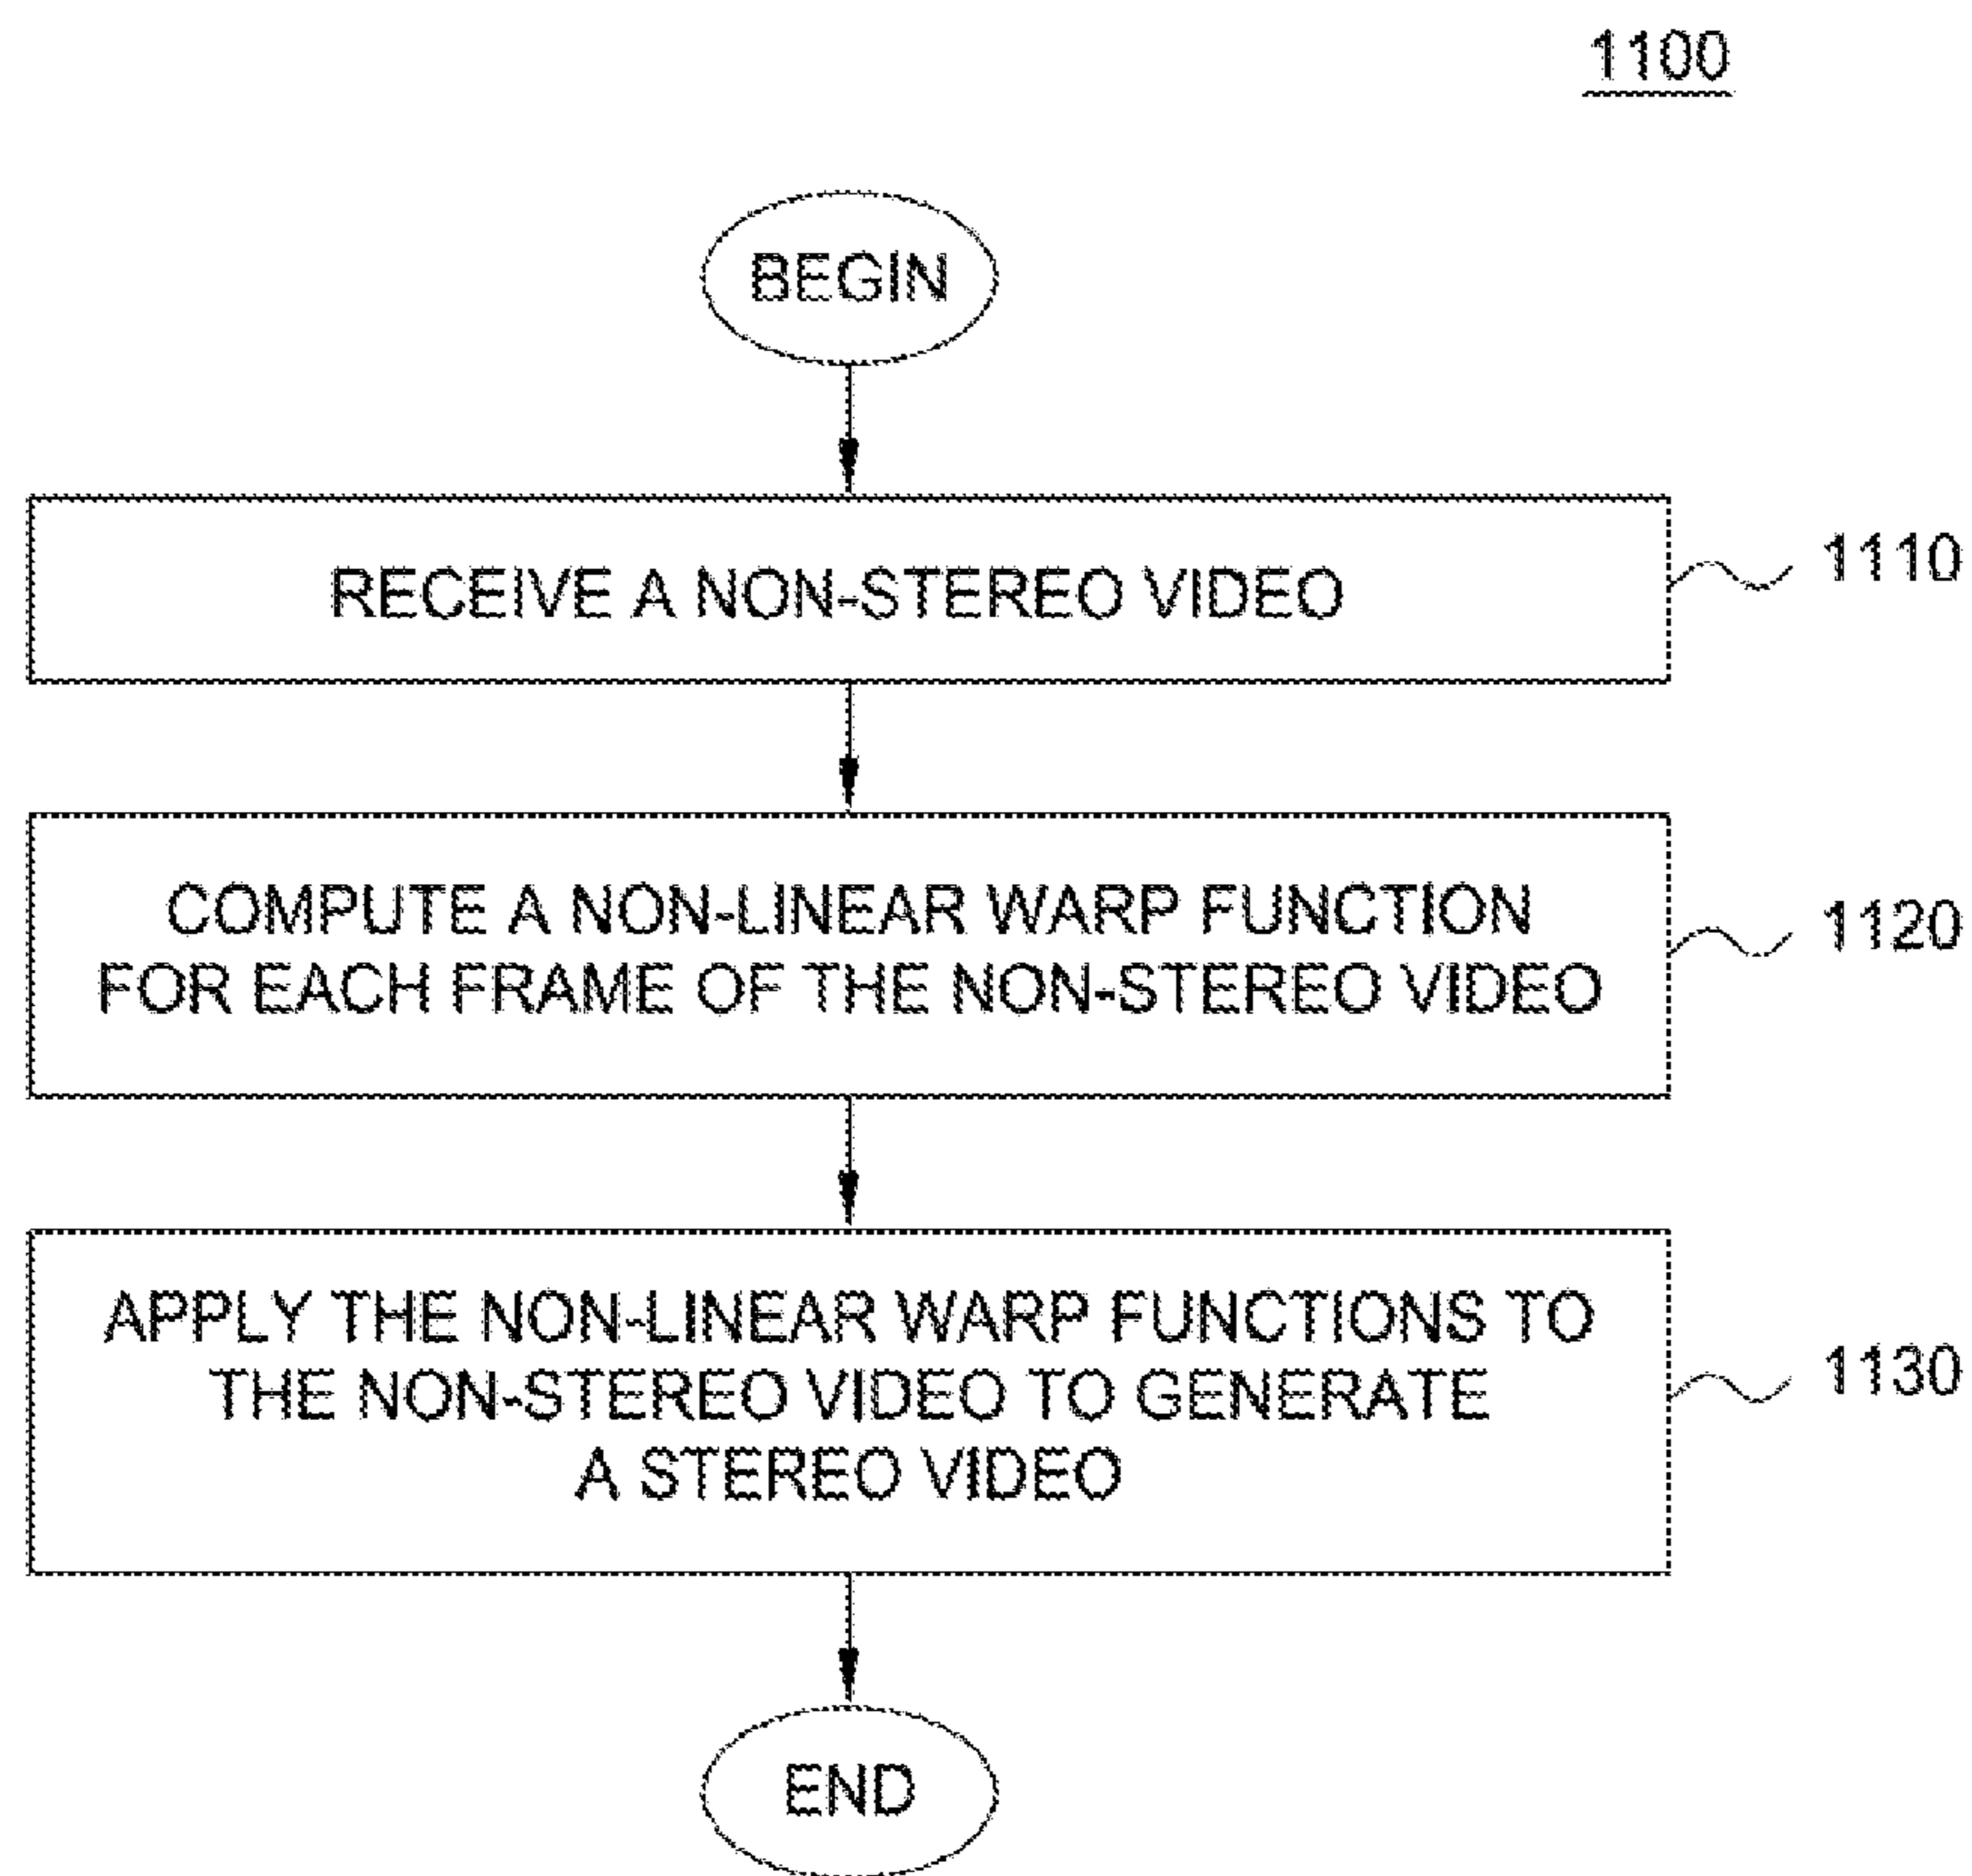 1100
BEGIN
RECEIVE A NON-STEREO VIDEO
1110
COMPUTE A NON-LINEAR WARP FUNCTION
FOR EACH FRAME OF THE NON-STEREO VIDEO
1120
APPLY THE NON-LINEAR WARP FUNCTIONS TO
THE NON-STEREO VIDEO TO GENERATE
A STEREO VIDEO
1130
END